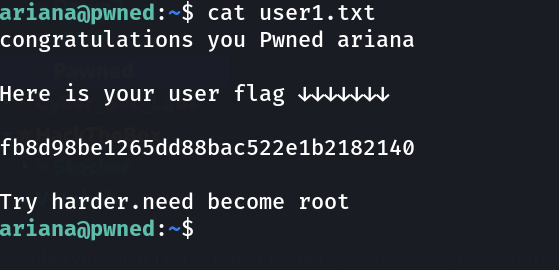 ariana@pwned:~$ cat user1.txt
congratulations you Pwned ariana
Here is your user flag ↓↓↓↓↓↓↓
fb8d98be1265dd88bac522e1b2182140
Try harder.need become root
ariana@pwned:~$